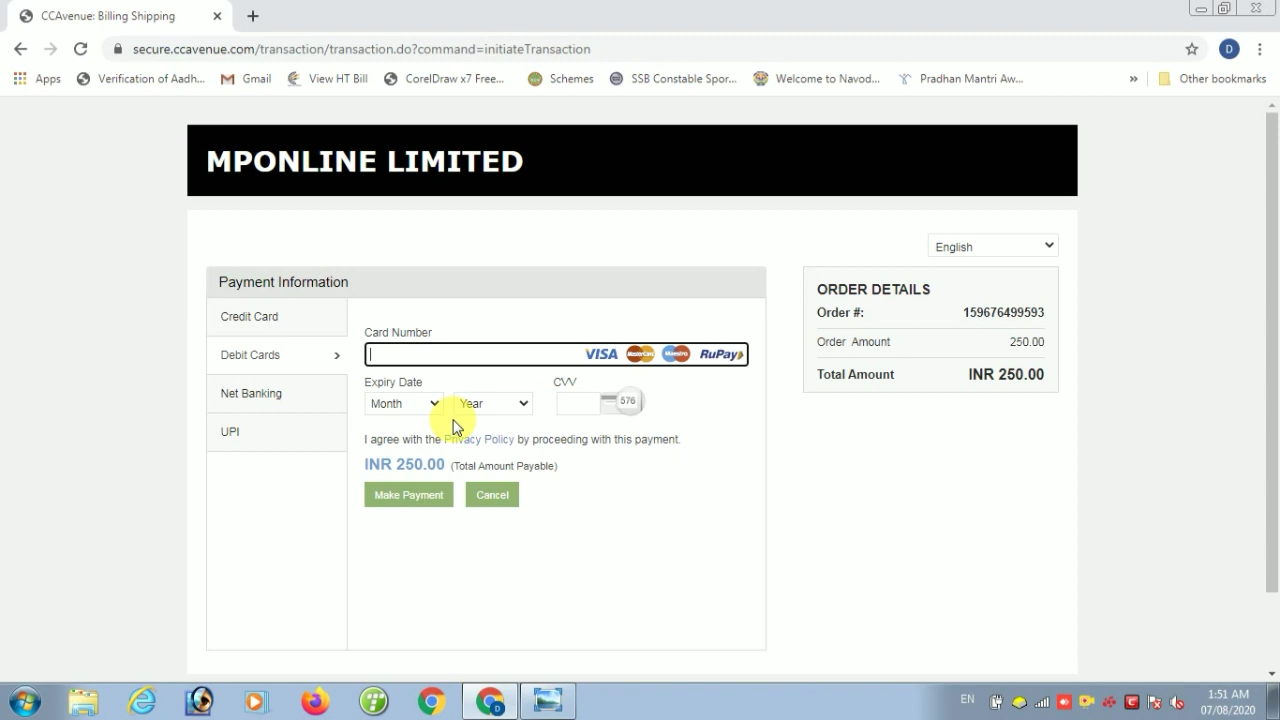 CCAvenue: Billing Shipping
secure.ccavenue.com/transaction/transaction.do?command=initiateTransaction
D
Apps
Verification of Aadh...
Gmail
View HT Bill
CorelDraw x7 Free...
Schemes
SSB Constable Spor...
Welcome to Navod...
Pradhan Mantri Aw...
»
Other bookmarks
MPONLINE LIMITED
English
Payment Information
Credit Card
Debit Cards
Net Banking
UPI
Card Number
VISA MasterCard Maestro RuPay
Expiry Date
CVV
Month
Year
576
I agree with the Privacy Policy by proceeding with this payment.
INR 250.00 (Total Amount Payable)
Make Payment
Cancel
ORDER DETAILS
Order #: 159676499593
Order Amount 250.00
Total Amount INR 250.00
D
EN
1:51 AM
07/08/2020